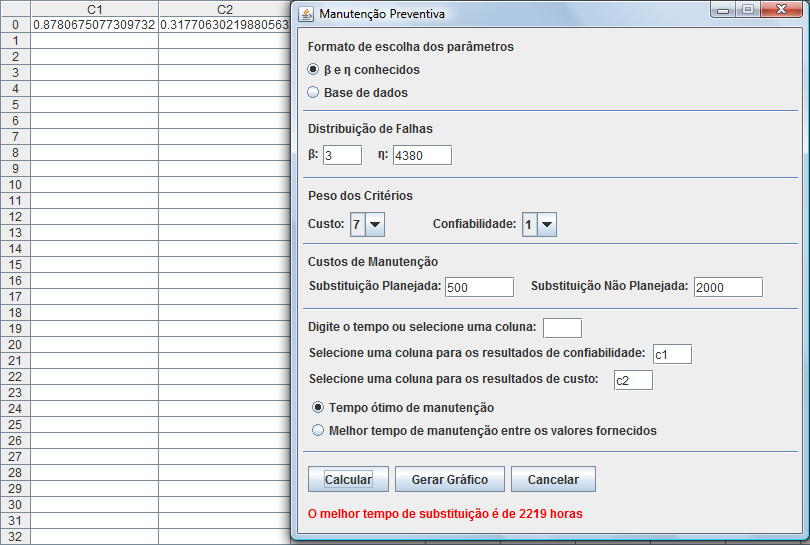 C1 C2
0 0.8780675077309732 0.31770630219880563
1
2
3
4
5
6
7
8
9
10
11
12
13
14
15
16
17
18
19
20
21
22
23
24
25
26
27
28
29
30
31
32
Manutenção Preventiva
Formato de escolha dos parâmetros
β e η conhecidos
Base de dados
Distribuição de Falhas
β: 3 η: 4380
Peso dos Critérios
Custo: 7 Confiabilidade: 1
Custos de Manutenção
Substituição Planejada: 500 Substituição Não Planejada: 2000
Digite o tempo ou selecione uma coluna:
Selecione uma coluna para os resultados de confiabilidade: c1
Selecione uma coluna para os resultados de custo: c2
Tempo ótimo de manutenção
Melhor tempo de manutenção entre os valores fornecidos
Calcular Gerar Gráfico Cancelar
O melhor tempo de substituição é de 2219 horas